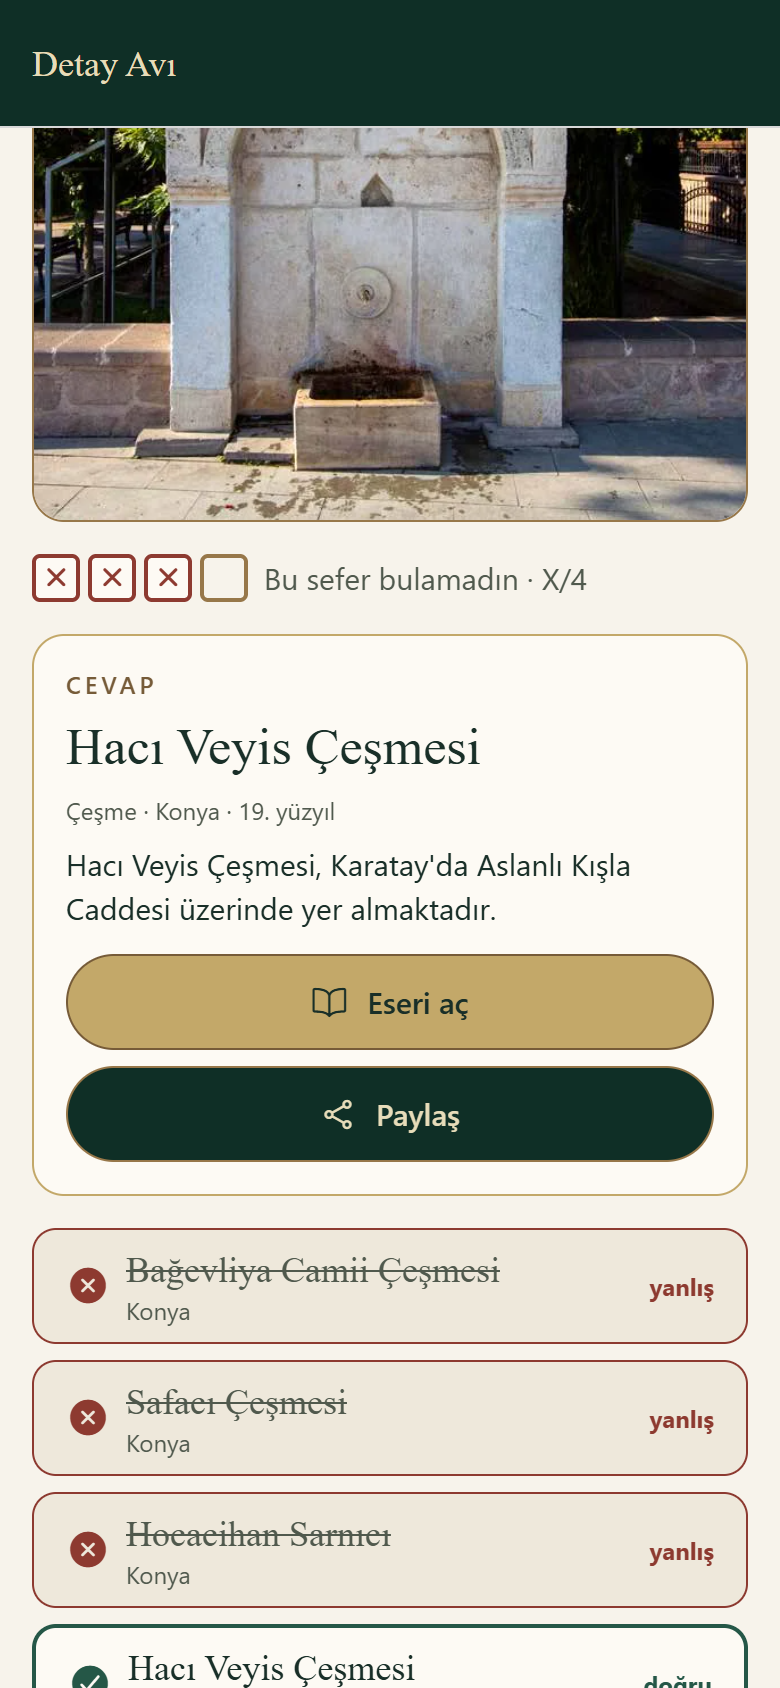 Detay Avı
Bu sefer bulamadın · X/4
CEVAP
Hacı Veyis Çeşmesi
Çeşme · Konya · 19. yüzyıl
Hacı Veyis Çeşmesi, Karatay'da Aslanlı Kışla
Caddesi üzerinde yer almaktadır.
Eseri aç
Paylaş
Bağevliya Camii Çeşmesi
Konya
yanlış
Safacı Çeşmesi
Konya
yanlış
Hocacihan Sarnıcı
Konya
yanlış
Hacı Veyis Çeşmesi
doğru